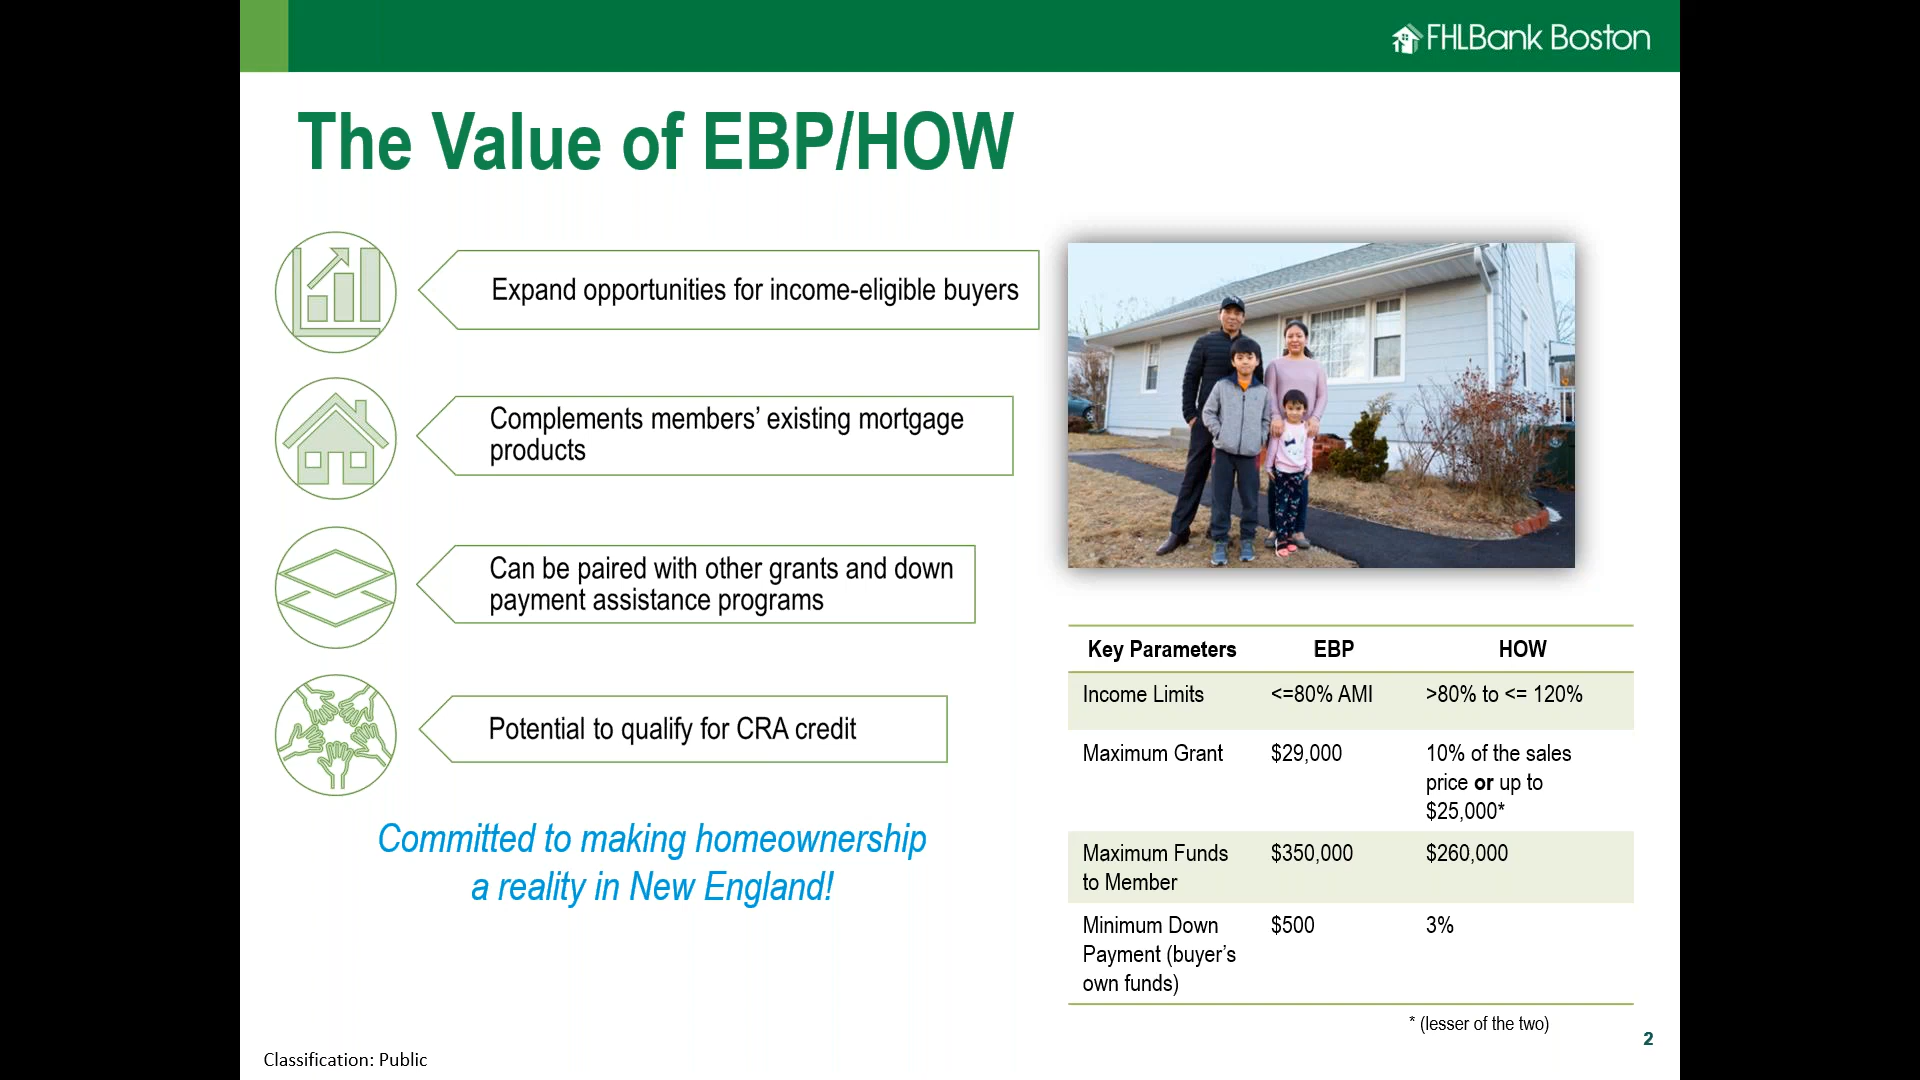 FHLBank Boston
The Value of EBP/HOW
Expand opportunities for income-eligible buyers
Complements members’ existing mortgage
products
Can be paired with other grants and down
payment assistance programs
Potential to qualify for CRA credit
Committed to making homeownership
a reality in New England!
Key Parameters EBP HOW
Income Limits <=80% AMI >80% to <= 120%
Maximum Grant $29,000 10% of the sales
price or up to
$25,000*
Maximum Funds $350,000 $260,000
to Member
Minimum Down $500 3%
Payment (buyer’s
own funds)
* (lesser of the two)
2
Classification: Public